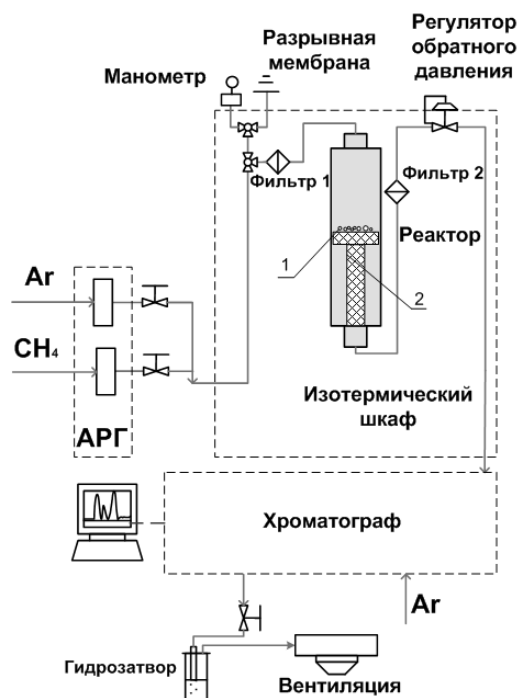 Регулятор
обратного
давления
Разрывная
мембрана
Манометр
Фильтр 1
Фильтр 2
Реактор
1
2
Ar
CH₄
АРГ
Изотермический
шкаф
Хроматограф
Ar
Гидрозатвор
Вентиляция